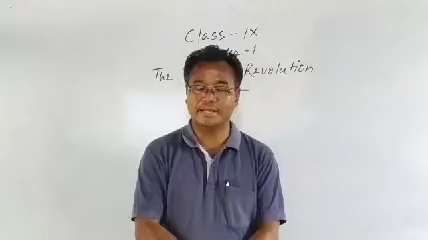 Class - IX
The Revolution